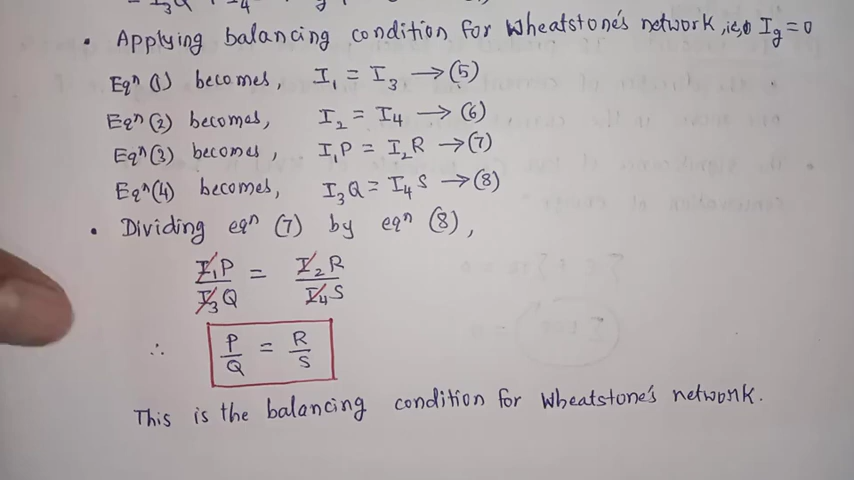 • Applying balancing condition for Wheatstone's network, i.e, Ig = 0
Eqⁿ (1) becomes, I₁ = I₃ → (5)
Eqⁿ (2) becomes, I₂ = I₄ → (6)
Eqⁿ (3) becomes, I₁P = I₂R → (7)
Eqⁿ (4) becomes, I₃Q = I₄S → (8)
• Dividing eqⁿ (7) by eqⁿ (8),
I₁P/I₃Q = I₂R/I₄S
∴ P/Q = R/S
This is the balancing condition for Wheatstone's network.